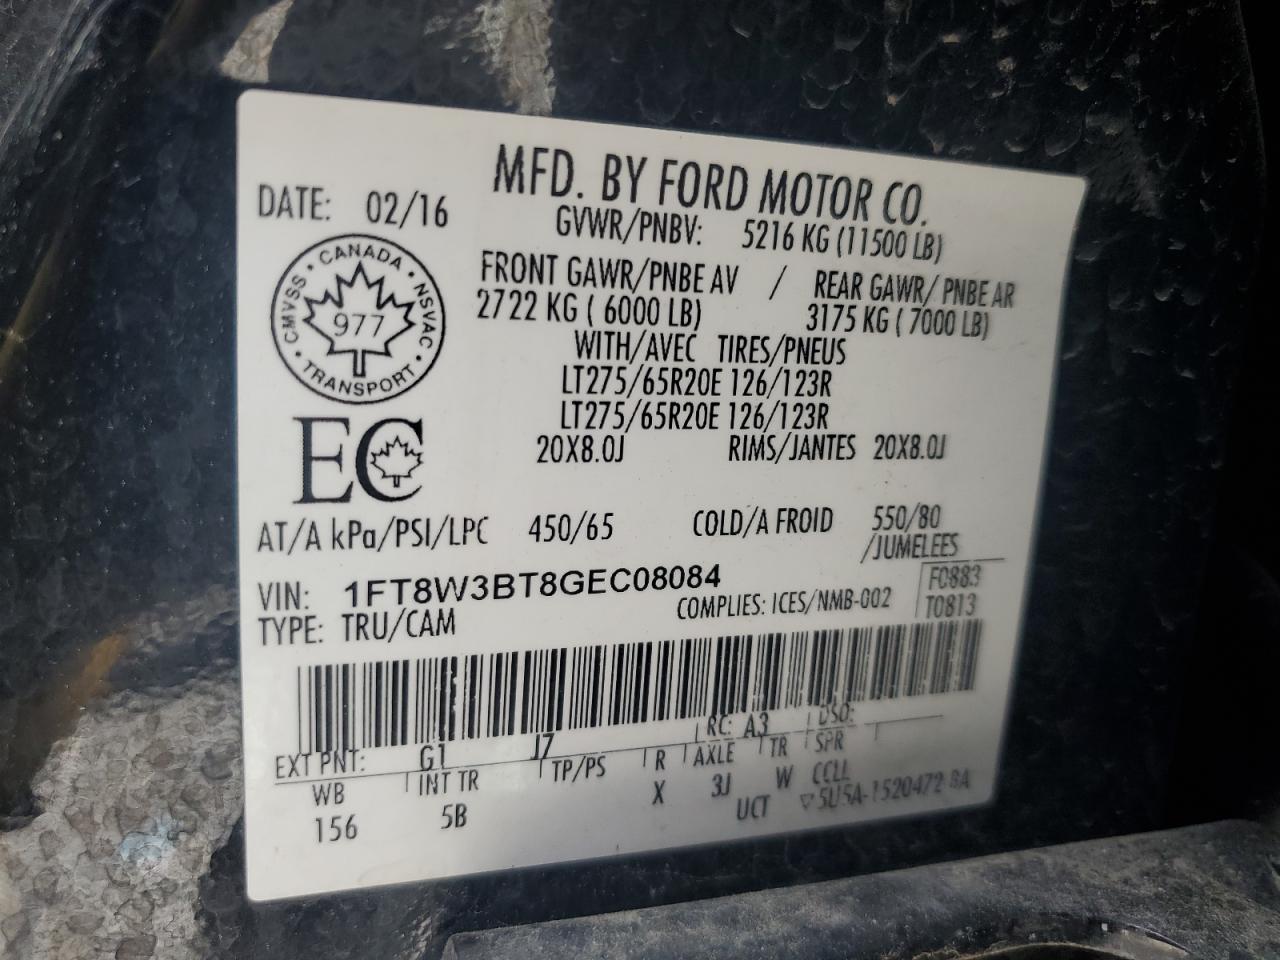 MFD. BY FORD MOTOR CO.
DATE: 02/16
GVWR/PNBV: 5216 KG (11500 LB)
FRONT GAWR/PNBE AV / REAR GAWR/PNBE AR
2722 KG ( 6000 LB) 3175 KG ( 7000 LB)
WITH/AVEC TIRES/PNEUS
LT275/65R20E 126/123R
LT275/65R20E 126/123R
20X8.0J RIMS/JANTES 20X8.0J
CANADA • NSVAC • TRANSPORT • CMVSS •
977
EC
AT/A kPa/PSI/LPC 450/65 COLD/A FROID 550/80
/JUMELEES
VIN: 1FT8W3BT8GEC08084
F0883
TYPE: TRU/CAM COMPLIES: ICES/NMB-002
T0813
EXT PNT: G1 J7 RC: A3 DSO:
WB INT TR TP/PS R AXLE TR SPR
156 5B X 3J W CCLL
UCT ▽5U5A-1520472-BA